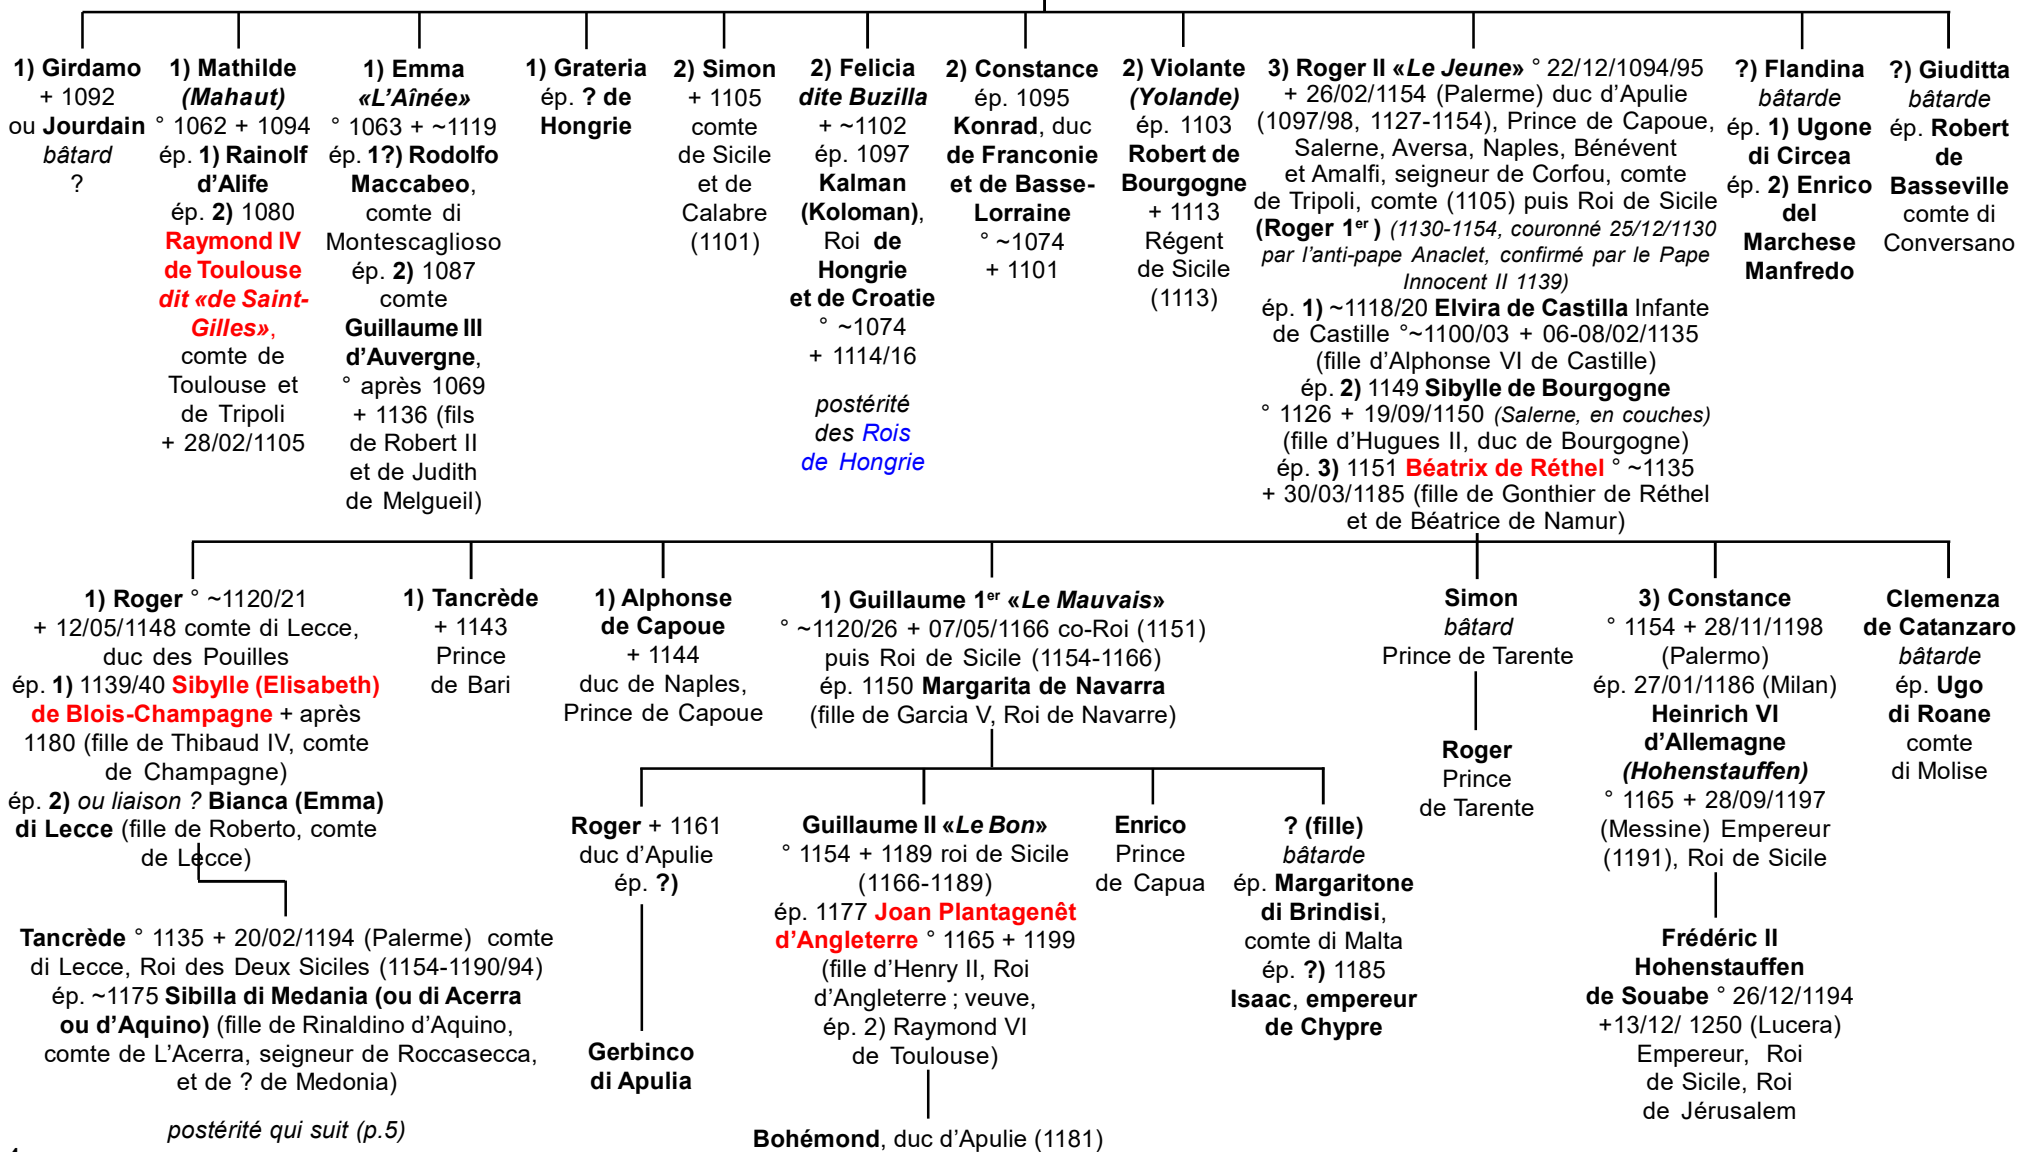 1) Girdamo
+ 1092
ou Jourdain
bâtard
?
1) Mathilde
(Mahaut)
° 1062 + 1094
ép. 1) Rainolf
d'Alife
ép. 2) 1080
Raymond IV
de Toulouse
dit «de Saint-
Gilles»,
comte de
Toulouse et
de Tripoli
+ 28/02/1105
1) Emma
«L'Aînée»
° 1063 + ~1119
ép. 1?) Rodolfo
Maccabeo,
comte di
Montescaglioso
ép. 2) 1087
comte
Guillaume III
d'Auvergne,
° après 1069
+ 1136 (fils
de Robert II
et de Judith
de Melgueil)
1) Grateria
ép. ? de
Hongrie
2) Simon
+ 1105
comte
de Sicile
et de
Calabre
(1101)
2) Felicia
dite Buzilla
+ ~1102
ép. 1097
Kalman
(Koloman),
Roi de
Hongrie
et de Croatie
° ~1074
+ 1114/16
postérité
des Rois
de Hongrie
2) Constance
ép. 1095
Konrad, duc
de Franconie
et de Basse-
Lorraine
° ~1074
+ 1101
2) Violante
(Yolande)
ép. 1103
Robert de
Bourgogne
+ 1113
Régent
de Sicile
(1113)
3) Roger II «Le Jeune» ° 22/12/1094/95
+ 26/02/1154 (Palerme) duc d'Apulie
(1097/98, 1127-1154), Prince de Capoue,
Salerne, Aversa, Naples, Bénévent
et Amalfi, seigneur de Corfou, comte
de Tripoli, comte (1105) puis Roi de Sicile
(Roger 1er ) (1130-1154, couronné 25/12/1130
par l'anti-pape Anaclet, confirmé par le Pape
Innocent II 1139)
ép. 1) ~1118/20 Elvira de Castilla Infante
de Castille °~1100/03 + 06-08/02/1135
(fille d'Alphonse VI de Castille)
ép. 2) 1149 Sibylle de Bourgogne
° 1126 + 19/09/1150 (Salerne, en couches)
(fille d'Hugues II, duc de Bourgogne)
ép. 3) 1151 Béatrix de Réthel ° ~1135
+ 30/03/1185 (fille de Gonthier de Réthel
et de Béatrice de Namur)
?) Flandina
bâtarde
ép. 1) Ugone
di Circea
ép. 2) Enrico
del
Marchese
Manfredo
?) Giuditta
bâtarde
ép. Robert
de
Basseville
comte di
Conversano
1) Roger ° ~1120/21
+ 12/05/1148 comte di Lecce,
duc des Pouilles
ép. 1) 1139/40 Sibylle (Elisabeth)
de Blois-Champagne + après
1180 (fille de Thibaud IV, comte
de Champagne)
ép. 2) ou liaison ? Bianca (Emma)
di Lecce (fille de Roberto, comte
de Lecce)
1) Tancrède
+ 1143
Prince
de Bari
1) Alphonse
de Capoue
+ 1144
duc de Naples,
Prince de Capoue
1) Guillaume 1er «Le Mauvais»
° ~1120/26 + 07/05/1166 co-Roi (1151)
puis Roi de Sicile (1154-1166)
ép. 1150 Margarita de Navarra
(fille de Garcia V, Roi de Navarre)
Simon
bâtard
Prince de Tarente
Roger
Prince
de Tarente
3) Constance
° 1154 + 28/11/1198
(Palermo)
ép. 27/01/1186 (Milan)
Heinrich VI
d'Allemagne
(Hohenstauffen)
° 1165 + 28/09/1197
(Messine) Empereur
(1191), Roi de Sicile
Clemenza
de Catanzaro
bâtarde
ép. Ugo
di Roane
comte
di Molise
Tancrède ° 1135 + 20/02/1194 (Palerme) comte
di Lecce, Roi des Deux Siciles (1154-1190/94)
ép. ~1175 Sibilla di Medania (ou di Acerra
ou d'Aquino) (fille de Rinaldino d'Aquino,
comte de L'Acerra, seigneur de Roccasecca,
et de ? de Medonia)
postérité qui suit (p.5)
Roger + 1161
duc d'Apulie
ép. ?)
Gerbinco
di Apulia
Guillaume II «Le Bon»
° 1154 + 1189 roi de Sicile
(1166-1189)
ép. 1177 Joan Plantagenêt
d'Angleterre ° 1165 + 1199
(fille d'Henry II, Roi
d'Angleterre ; veuve,
ép. 2) Raymond VI
de Toulouse)
Bohémond, duc d'Apulie (1181)
Enrico
Prince
de Capua
? (fille)
bâtarde
ép. Margaritone
di Brindisi,
comte di Malta
ép. ?) 1185
Isaac, empereur
de Chypre
Frédéric II
Hohenstauffen
de Souabe ° 26/12/1194
+13/12/ 1250 (Lucera)
Empereur, Roi
de Sicile, Roi
de Jérusalem